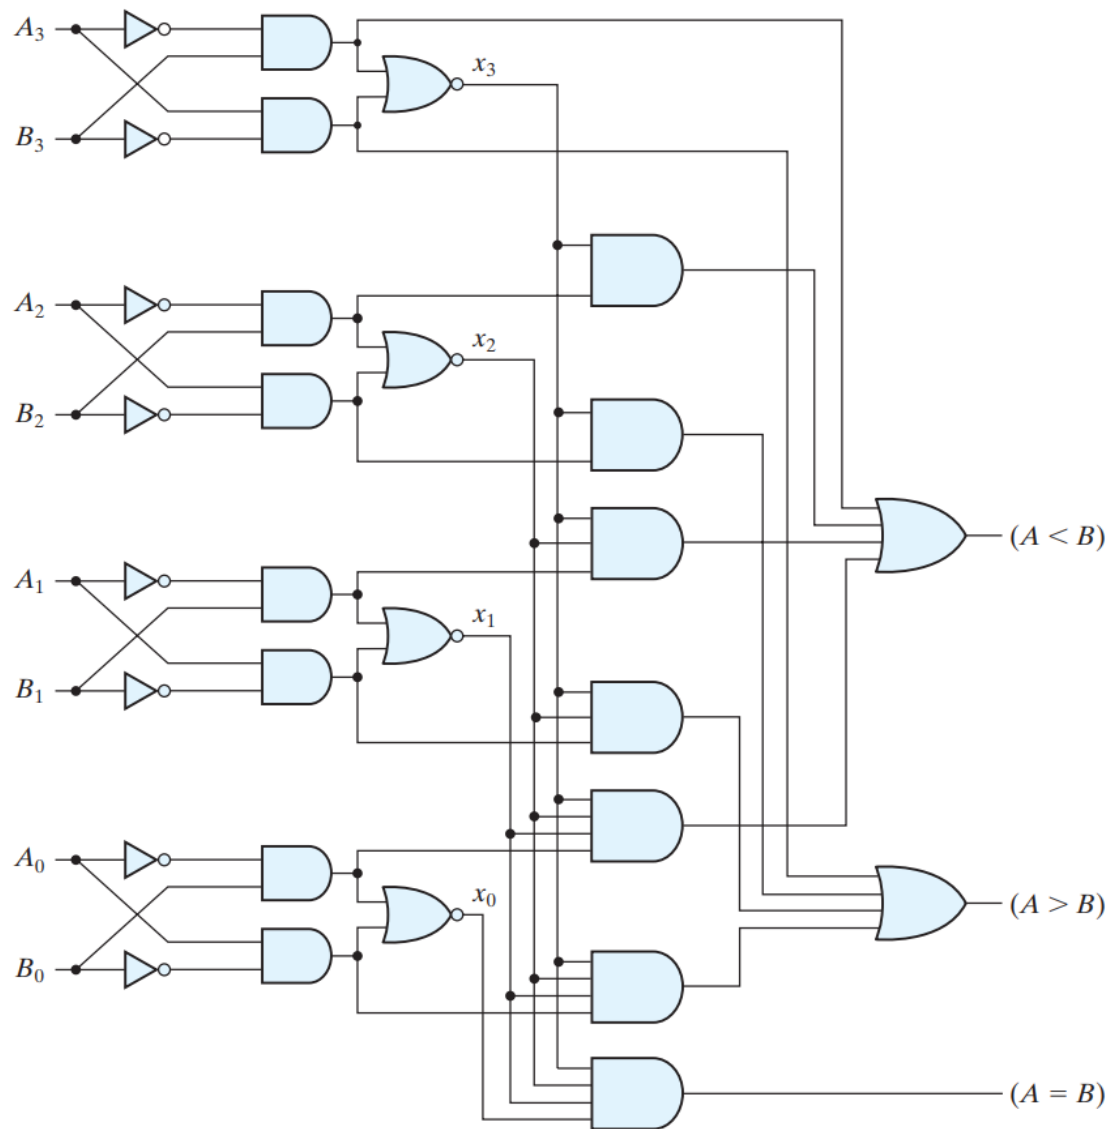 A₃
x₃
B₃
A₂
x₂
B₂
(A < B)
A₁
x₁
B₁
A₀
x₀
(A > B)
B₀
(A = B)